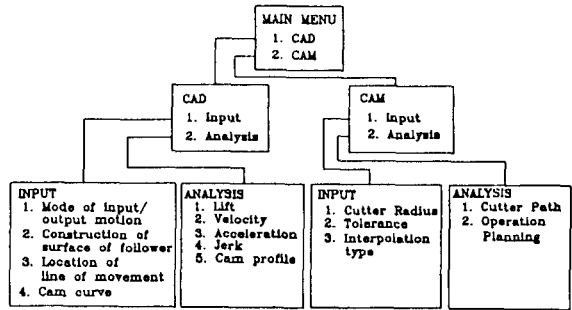 MAIN MENU
1. CAD
2. CAM
CAD
1. Input
2. Analysis
CAM
1. Input
2. Analysis
INPUT
1. Mode of input/
output motion
2. Construction of
surface of follower
3. Location of
line of movement
4. Cam curve
ANALYSIS
1. Lift
2. Velocity
3. Acceleration
4. Jerk
5. Cam profile
INPUT
1. Cutter Radius
2. Tolerance
3. Interpolation
type
ANALYSIS
1. Cutter Path
2. Operation
Planning